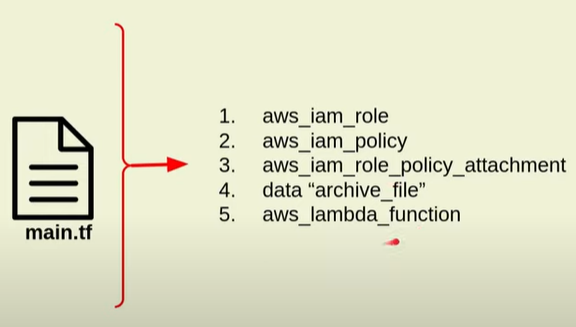 1. aws_iam_role
2. aws_iam_policy
3. aws_iam_role_policy_attachment
4. data “archive_file”
5. aws_lambda_function
main.tf